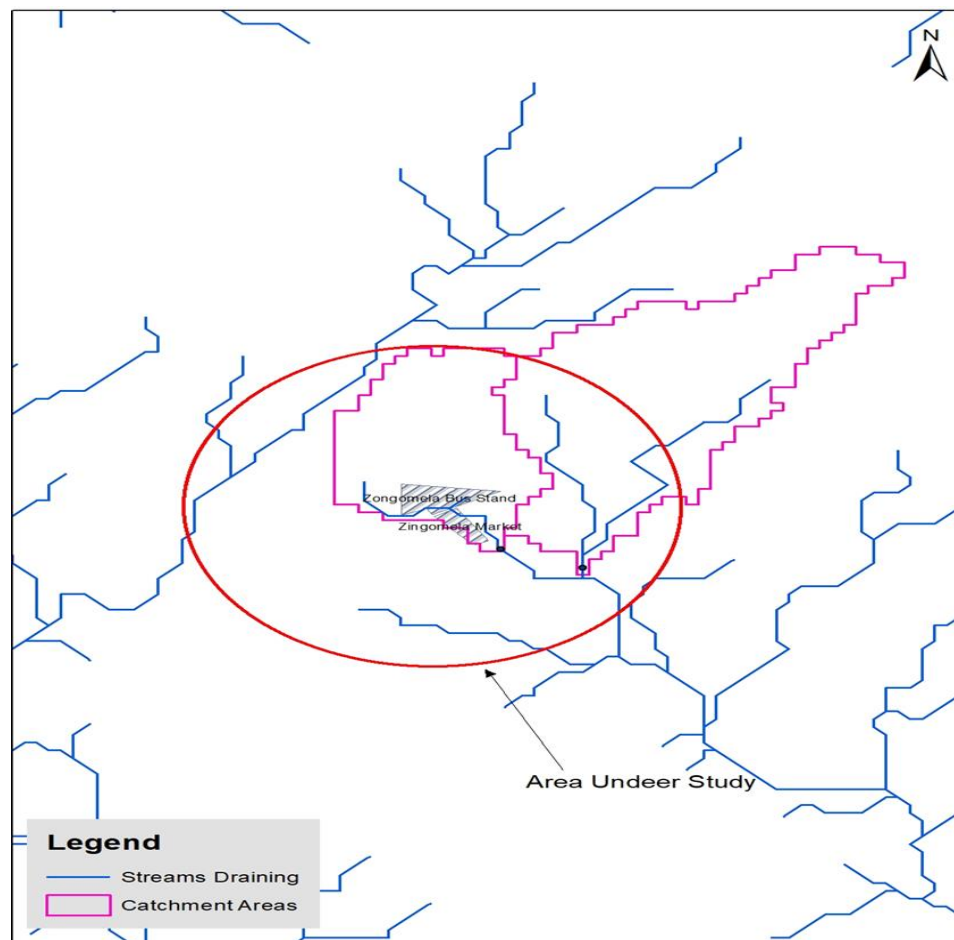 N
Zongomela Bus Stand
Zingomela Market
Area Undeer Study
Legend
Streams Draining
Catchment Areas